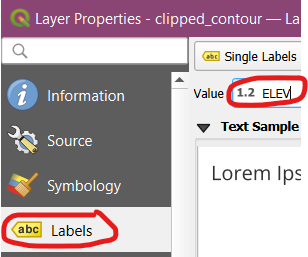 Layer Properties - clipped_contour — La
Information
Source
Symbology
abc Labels
abc Single Labels
Value 1.2 ELEV
Text Sample
Lorem Ips